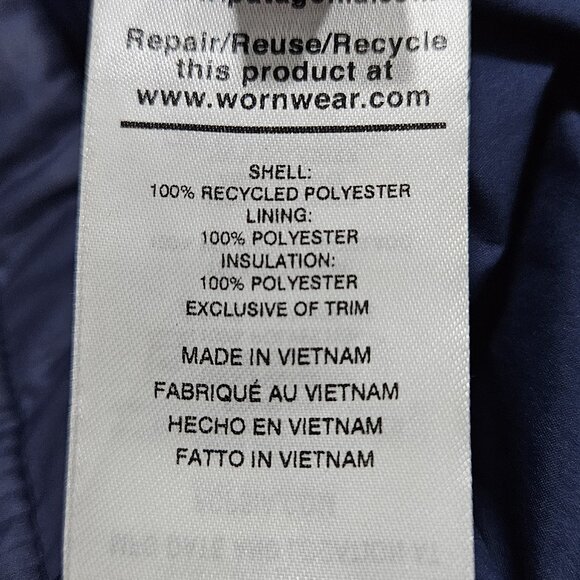 Repair/Reuse/Recycle
this product at
www.wornwear.com
SHELL:
100% RECYCLED POLYESTER
LINING:
100% POLYESTER
INSULATION:
100% POLYESTER
EXCLUSIVE OF TRIM
MADE IN VIETNAM
FABRIQUÉ AU VIETNAM
HECHO EN VIETNAM
FATTO IN VIETNAM